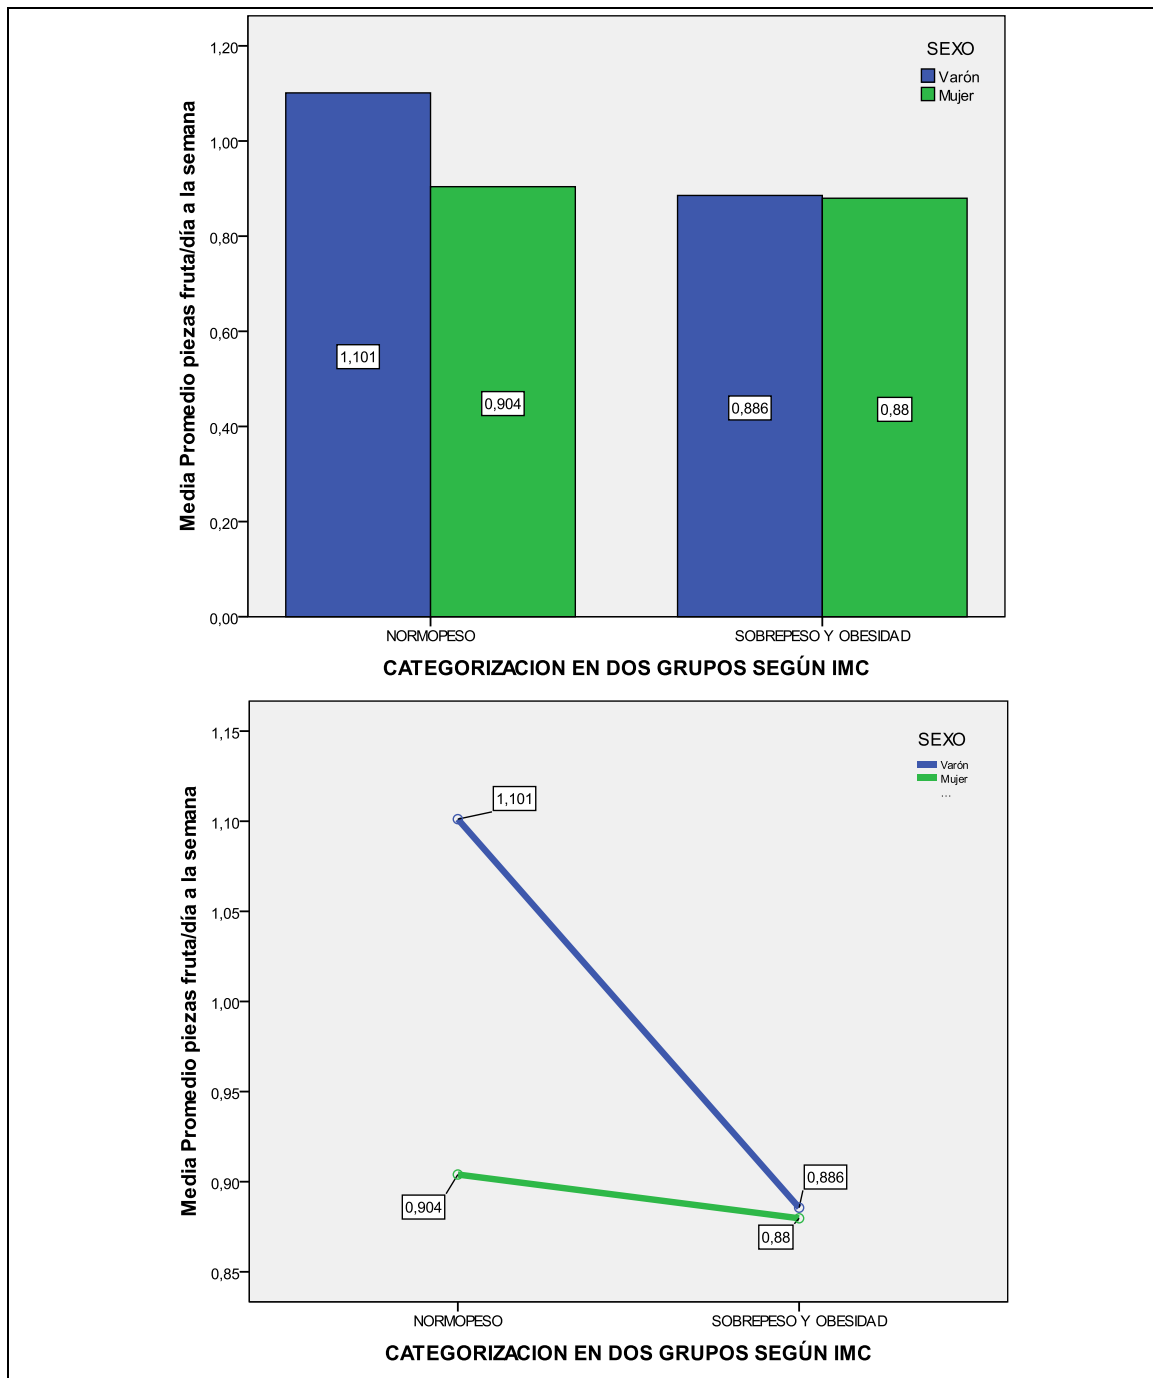 Media Promedio piezas fruta/día a la semana
1,20
1,00
0,80
0,60
0,40
0,20
0,00
SEXO
Varón
Mujer
1,101
0,904
0,886
0,88
NORMOPESO
SOBREPESO Y OBESIDAD
CATEGORIZACION EN DOS GRUPOS SEGÚN IMC
Media Promedio piezas fruta/día a la semana
1,15
1,10
1,05
1,00
0,95
0,90
0,85
SEXO
Varón
Mujer
...
1,101
0,904
0,886
0,88
NORMOPESO
SOBREPESO Y OBESIDAD
CATEGORIZACION EN DOS GRUPOS SEGÚN IMC